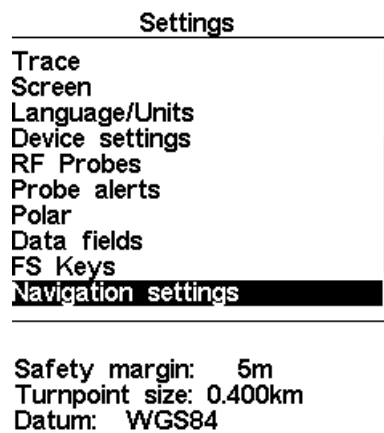 Settings
Trace
Screen
Language/Units
Device settings
RF Probes
Probe alerts
Polar
Data fields
FS Keys
Navigation settings
Safety margin: 5m
Turnpoint size: 0.400km
Datum: WGS84